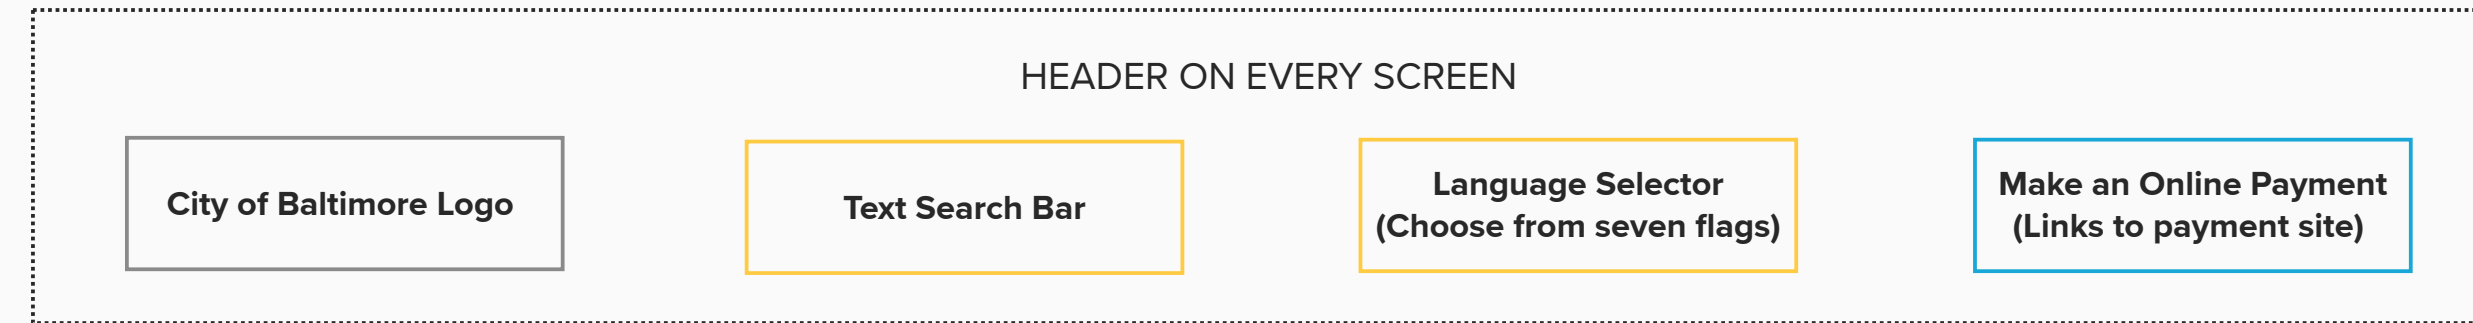 HEADER ON EVERY SCREEN
City of Baltimore Logo
Text Search Bar
Language Selector
(Choose from seven flags)
Make an Online Payment
(Links to payment site)